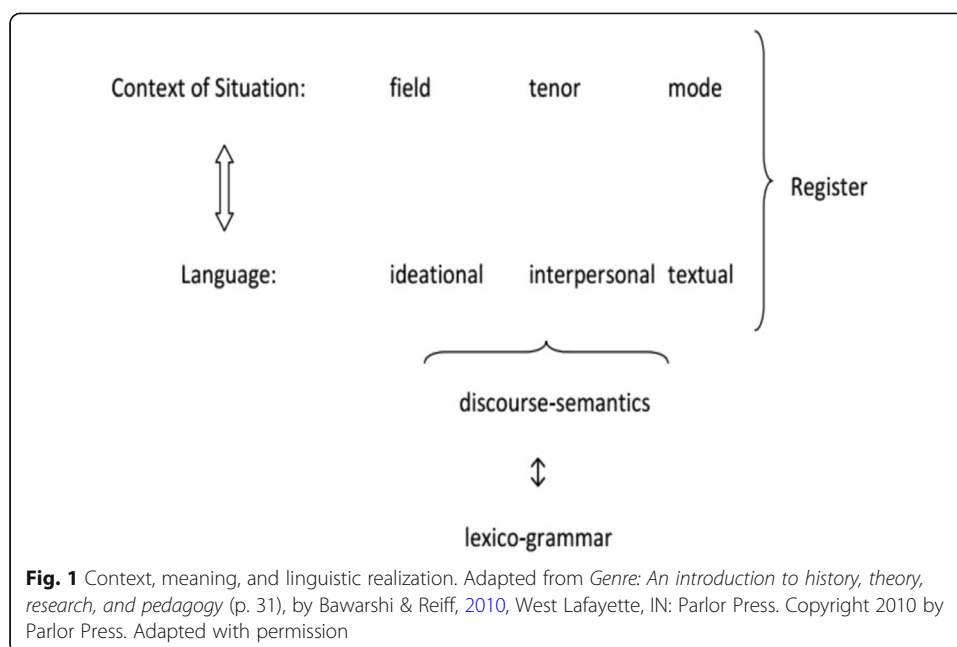 Context of Situation: field tenor mode
Register
Language: ideational interpersonal textual
discourse-semantics
lexico-grammar
Fig. 1 Context, meaning, and linguistic realization. Adapted from Genre: An introduction to history, theory,
research, and pedagogy (p. 31), by Bawarshi & Reiff, 2010, West Lafayette, IN: Parlor Press. Copyright 2010 by
Parlor Press. Adapted with permission